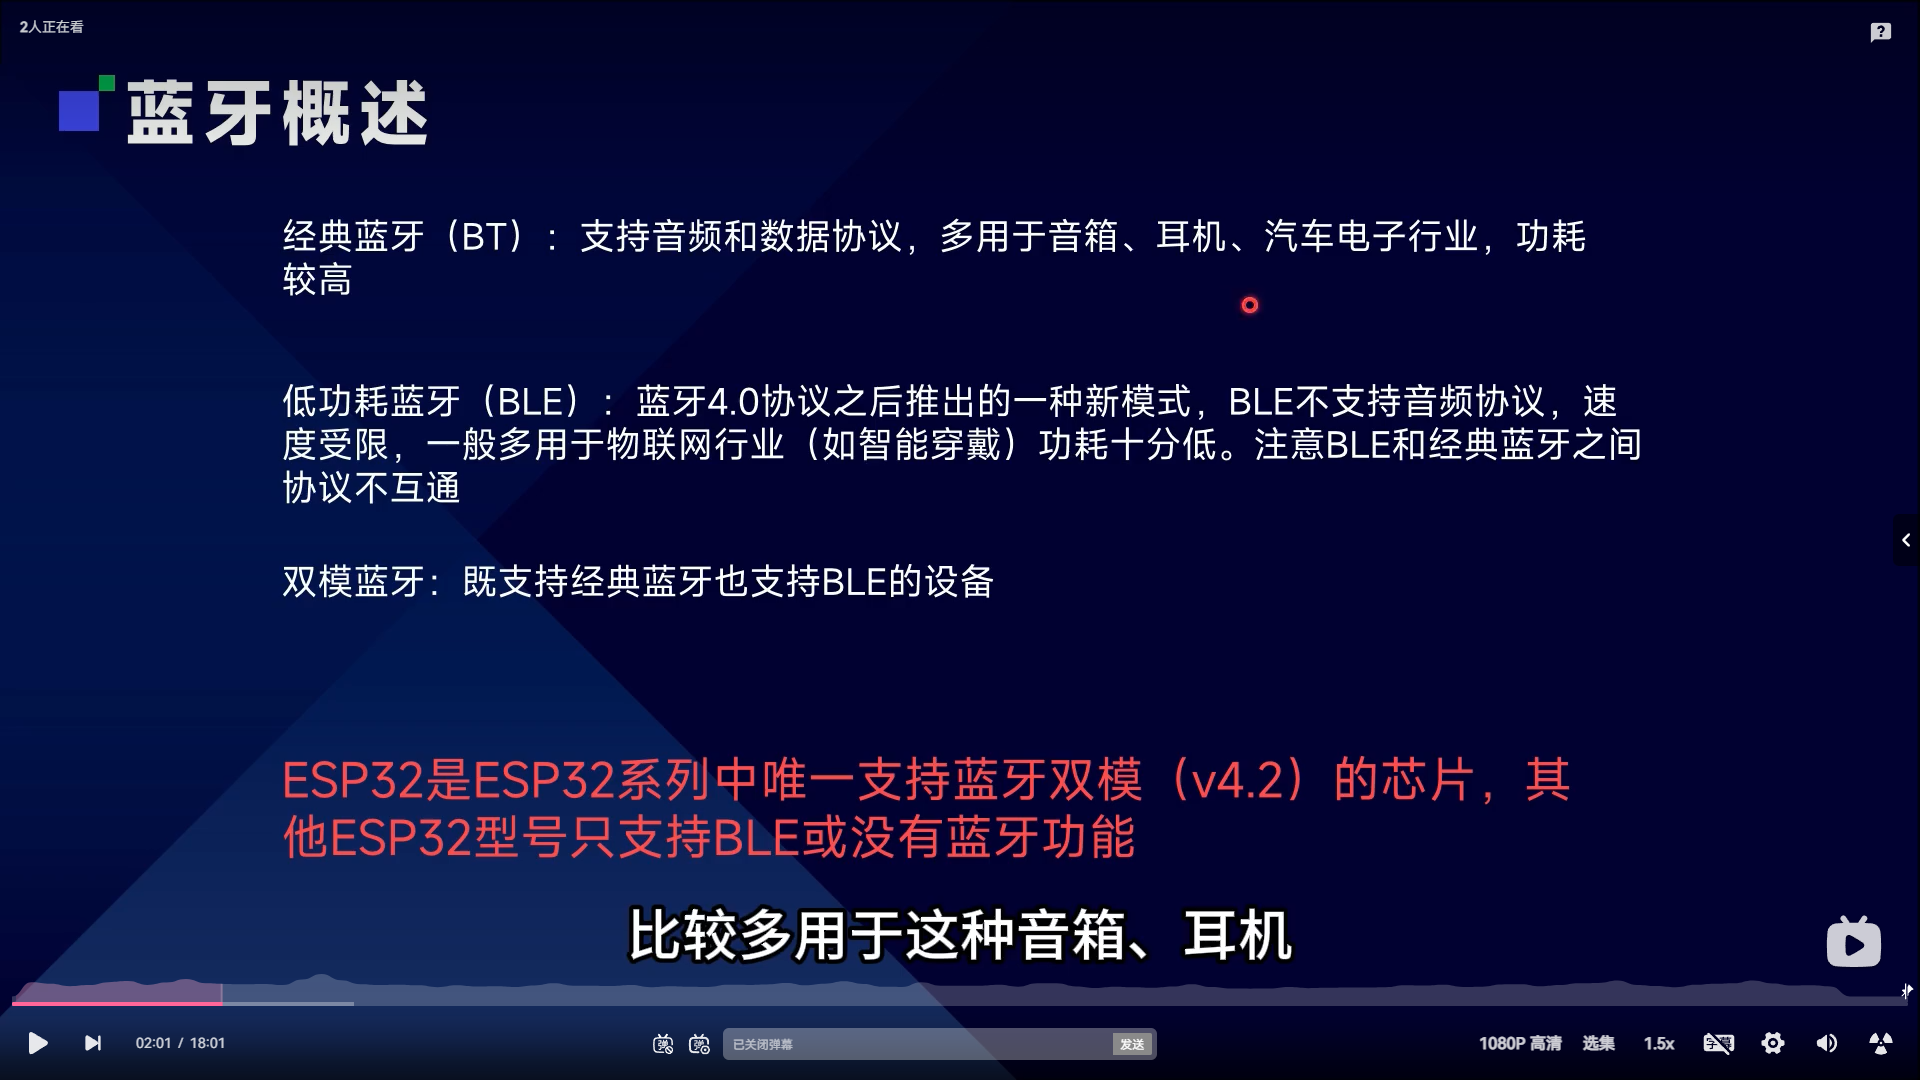 2人正在看
蓝牙概述
经典蓝牙（BT）：支持音频和数据协议，多用于音箱、耳机、汽车电子行业，功耗
较高
低功耗蓝牙（BLE）：蓝牙4.0协议之后推出的一种新模式，BLE不支持音频协议，速
度受限，一般多用于物联网行业（如智能穿戴）功耗十分低。注意BLE和经典蓝牙之间
协议不互通
双模蓝牙：既支持经典蓝牙也支持BLE的设备
ESP32是ESP32系列中唯一支持蓝牙双模（v4.2）的芯片，其
他ESP32型号只支持BLE或没有蓝牙功能
比较多用于这种音箱、耳机
02:01 / 18:01
弹
弹
已关闭弹幕
发送
1080P 高清
选集
1.5x
字幕